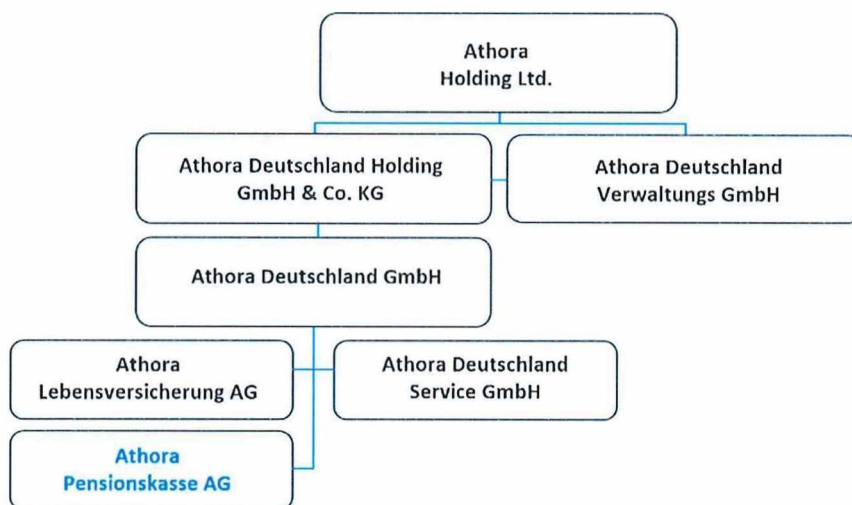 Athora
Holding Ltd.
Athora Deutschland Holding
GmbH & Co. KG
Athora Deutschland
Verwaltungs GmbH
Athora Deutschland GmbH
Athora
Lebensversicherung AG
Athora Deutschland
Service GmbH
Athora
Pensionskasse AG